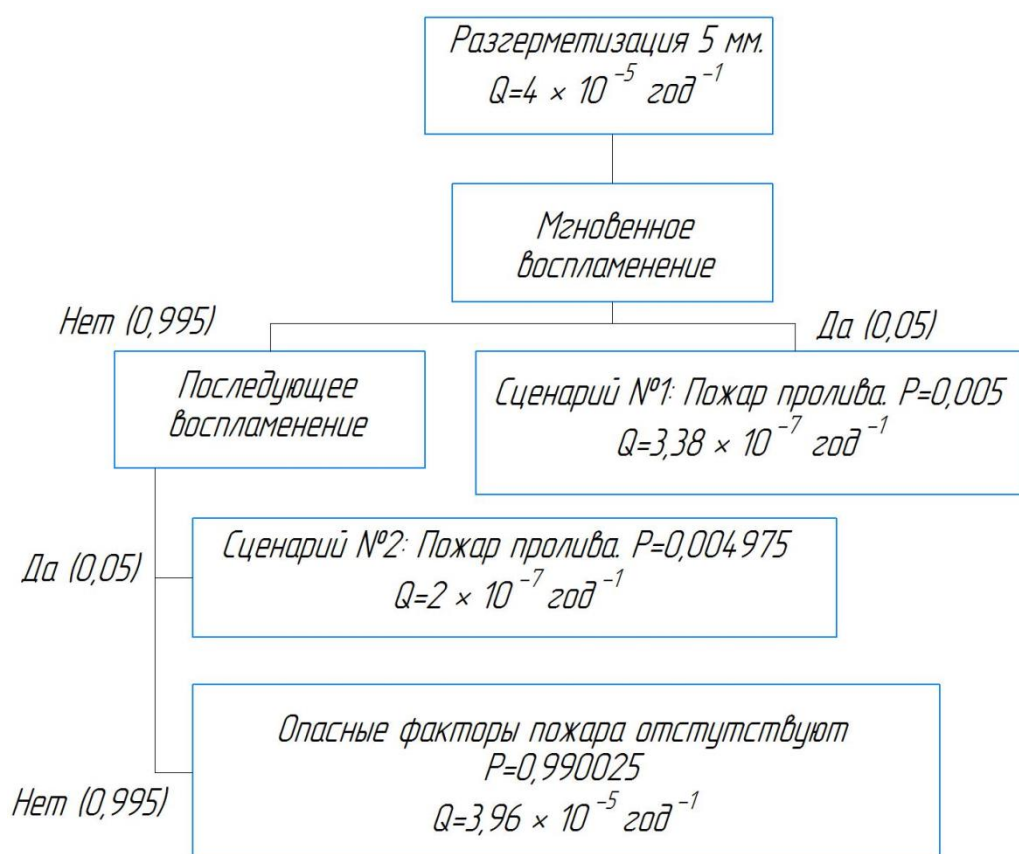 Разгерметизация 5 мм.
Q=4 × 10⁻⁵ год⁻¹
Мгновенное
воспламенение
Нет (0,995)
Да (0,05)
Последующее
воспламенение
Сценарий №1: Пожар пролива. P=0,005
Q=3,38 × 10⁻⁷ год⁻¹
Да (0,05)
Сценарий №2: Пожар пролива. P=0,004975
Q=2 × 10⁻⁷ год⁻¹
Нет (0,995)
Опасные факторы пожара отстутствуют
P=0,990025
Q=3,96 × 10⁻⁵ год⁻¹